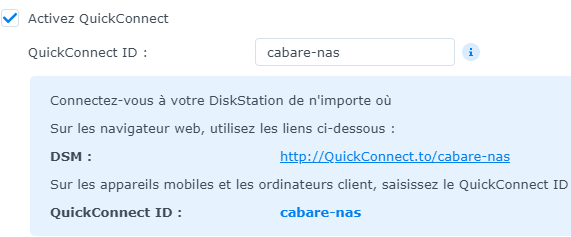 Activez QuickConnect
QuickConnect ID : cabare-nas
Connectez-vous à votre DiskStation de n'importe où
Sur les navigateur web, utilisez les liens ci-dessous :
DSM : http://QuickConnect.to/cabare-nas
Sur les appareils mobiles et les ordinateurs client, saisissez le QuickConnect ID
QuickConnect ID : cabare-nas